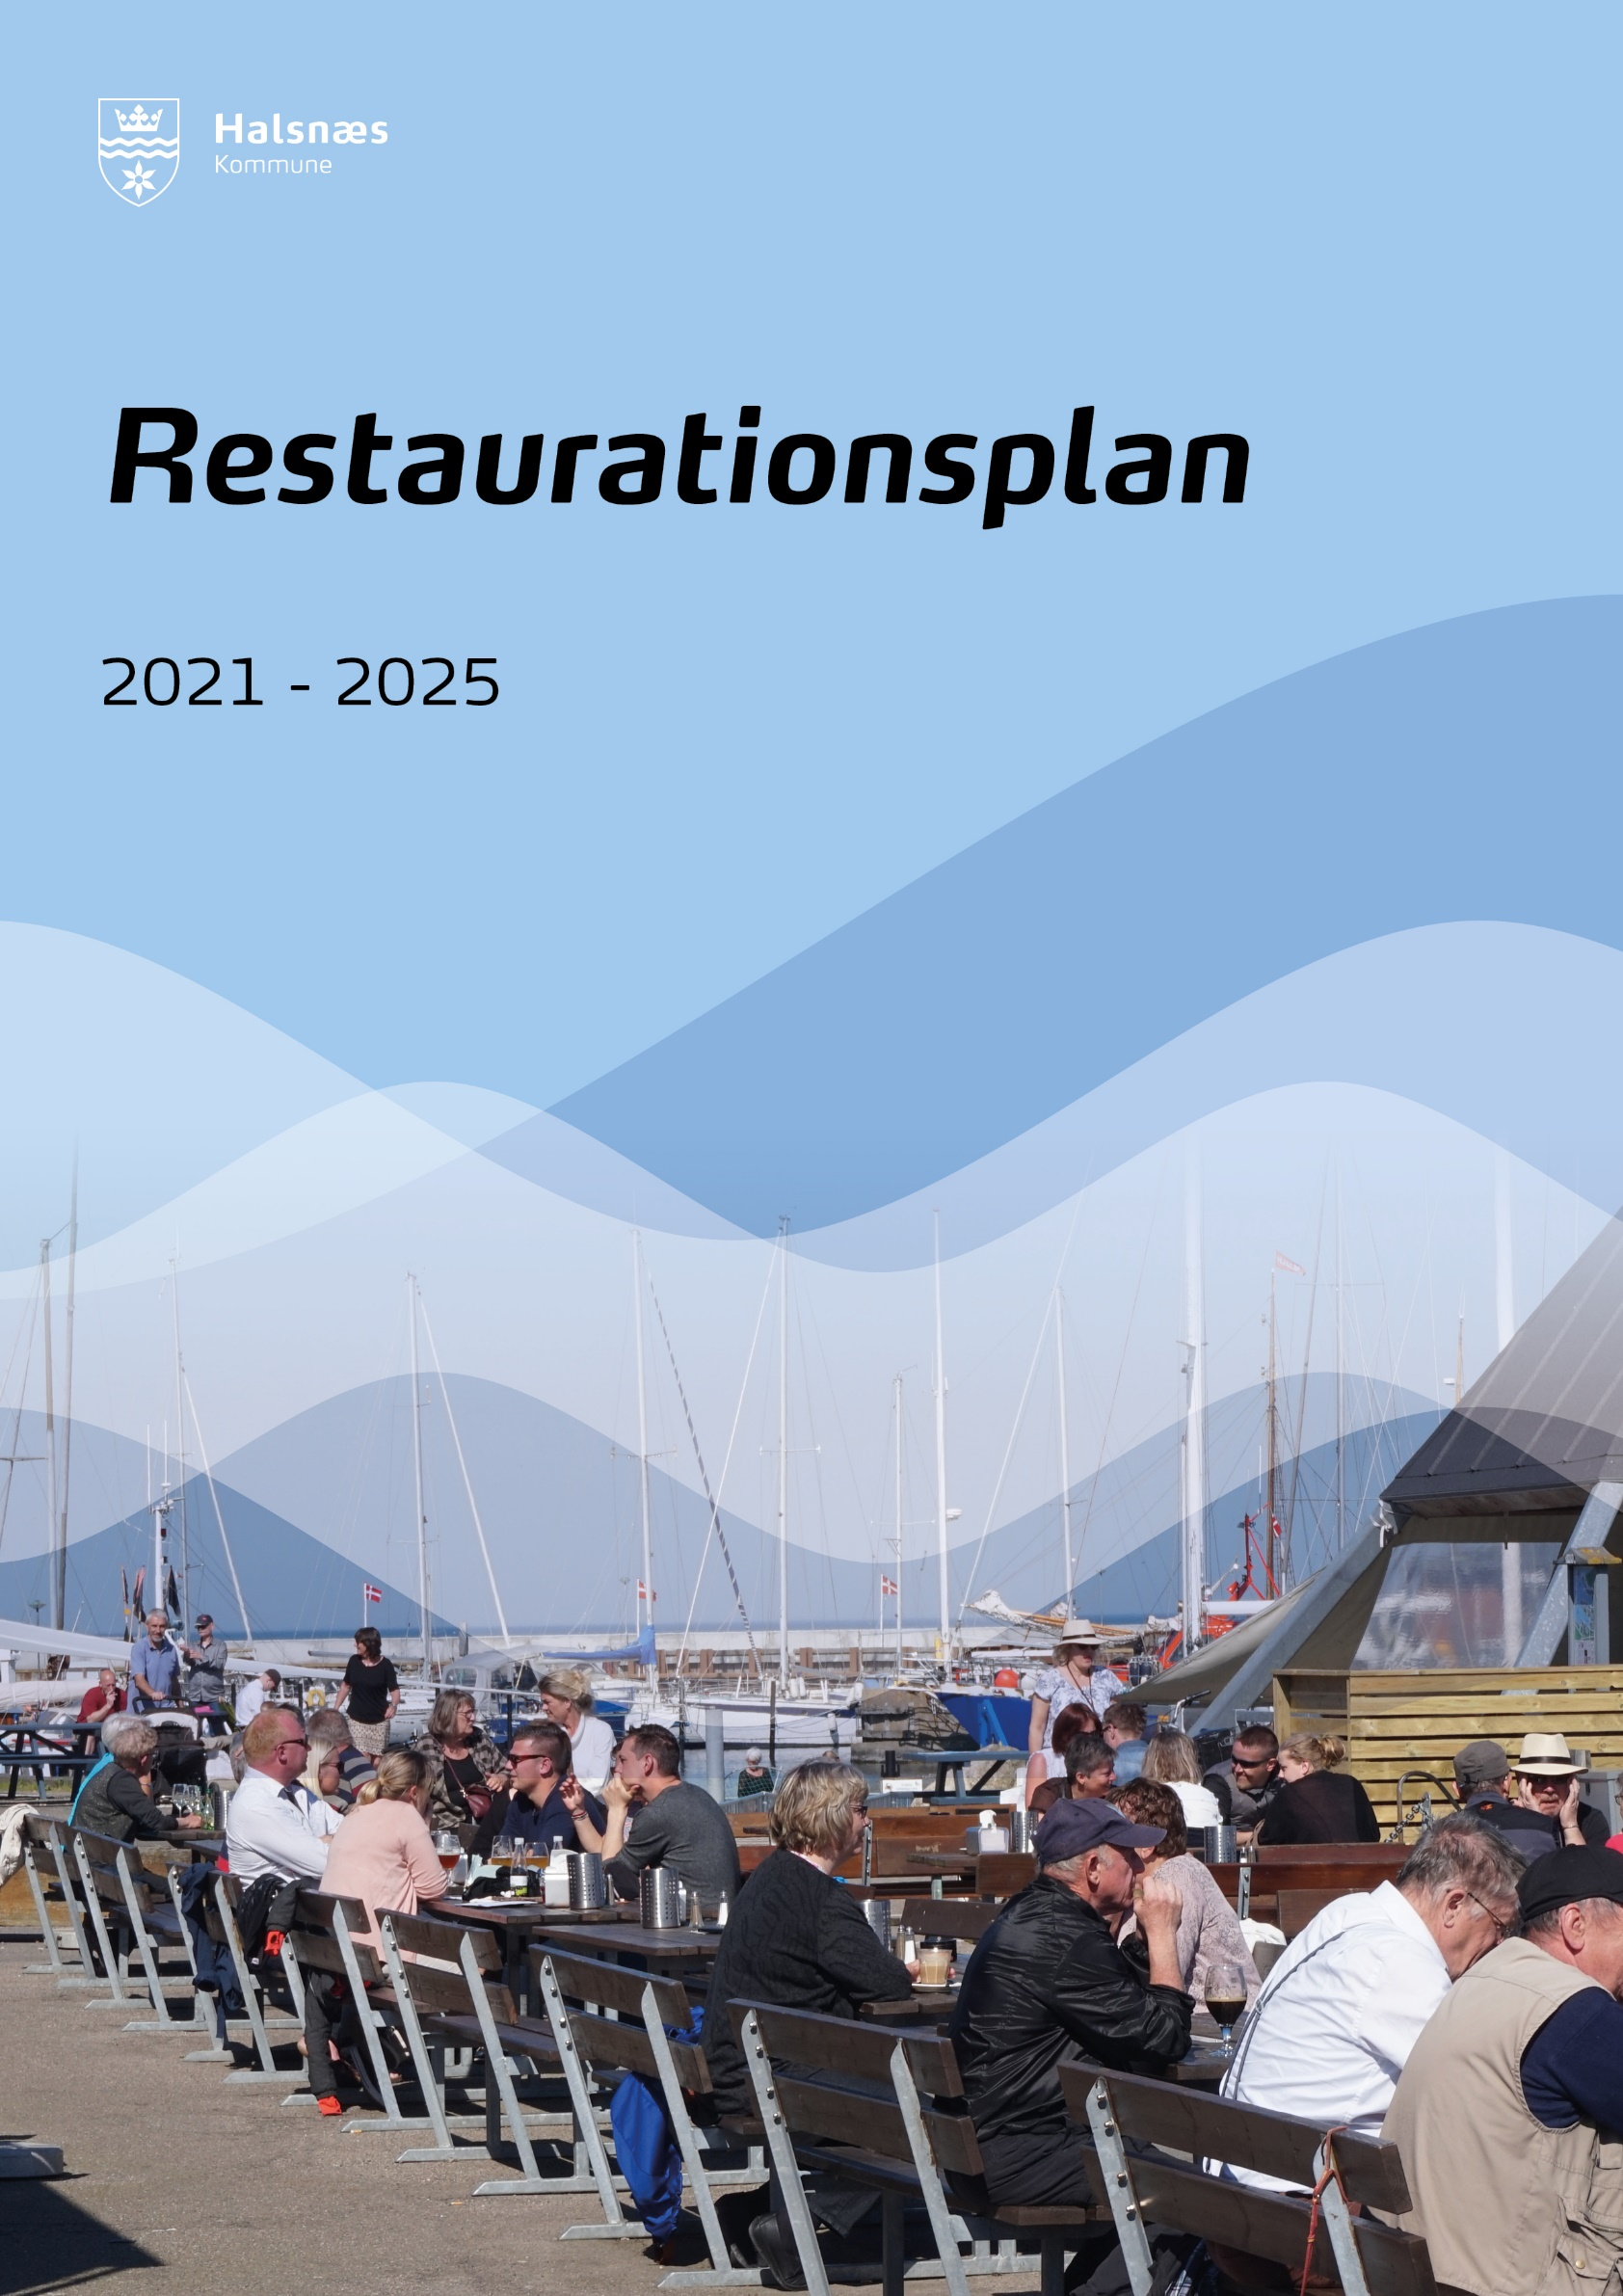 Halsnæs
Kommune
Restaurationsplan
2021 - 2025